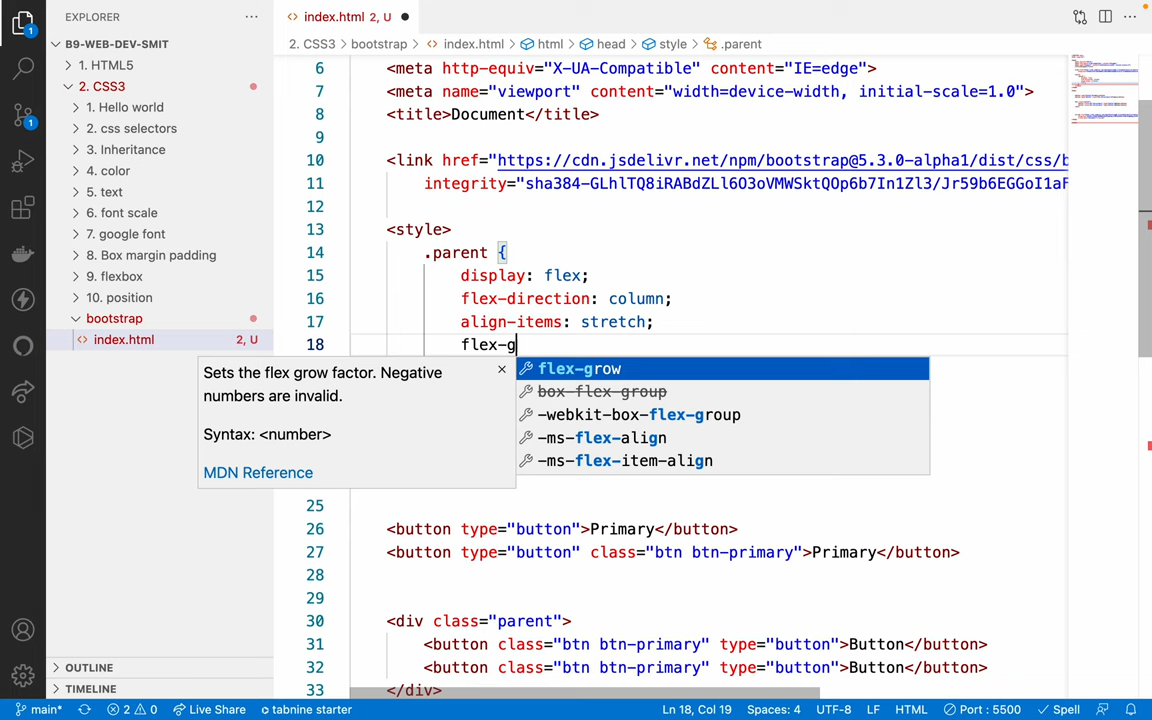 EXPLORER
index.html 2, U
B9-WEB-DEV-SMIT
1. HTML5
2. CSS3
1. Hello world
2. css selectors
3. Inheritance
4. color
5. text
6. font scale
7. google font
8. Box margin padding
9. flexbox
10. position
bootstrap
index.html 2, U
OUTLINE
TIMELINE
1
1
2. CSS3 > bootstrap > index.html > html > head > style > .parent
6 <meta http-equiv="X-UA-Compatible" content="IE=edge">
7 <meta name="viewport" content="width=device-width, initial-scale=1.0">
8 <title>Document</title>
9
10 <link href="https://cdn.jsdelivr.net/npm/bootstrap@5.3.0-alpha1/dist/css/b
11 integrity="sha384-GLhlTQ8iRABdZLl6O3oVMWSktQOp6b7In1Zl3/Jr59b6EGGoI1aF
12
13 <style>
14 .parent {
15 display: flex;
16 flex-direction: column;
17 align-items: stretch;
18 flex-g
Sets the flex grow factor. Negative
numbers are invalid.
Syntax: <number>
MDN Reference
flex-grow
box-flex-group
-webkit-box-flex-group
-ms-flex-align
-ms-flex-item-align
25
26 <button type="button">Primary</button>
27 <button type="button" class="btn btn-primary">Primary</button>
28
29
30 <div class="parent">
31 <button class="btn btn-primary" type="button">Button</button>
32 <button class="btn btn-primary" type="button">Button</button>
33 </div>
main* 2 0 Live Share tabnine starter Ln 18, Col 19 Spaces: 4 UTF-8 LF HTML Port : 5500 Spell